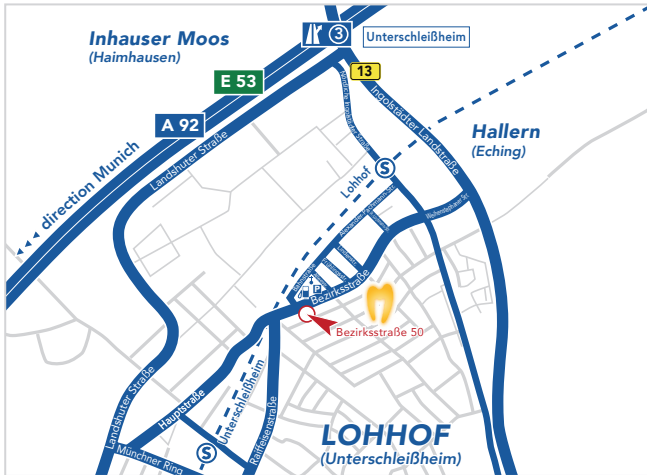 Inhauser Moos
(Haimhausen)
3
Unterschleißheim
E 53
13
A 92
Landshuter Straße
direction Munich
Ingolstädter Landstraße
Hallern
(Eching)
S
Lohhof
Bezirksstraße
P
Bezirksstraße 50
Landshuter Straße
Hauptstraße
Unterschleißheim
Raiffeisenstraße
Münchner Ring
S
LOHHOF
(Unterschleißheim)